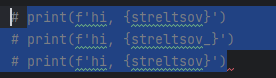 # print(f'hi, {streltsov}')
# print(f'hi, {streltsov_}')
# print(f'hi, {streltsov}')